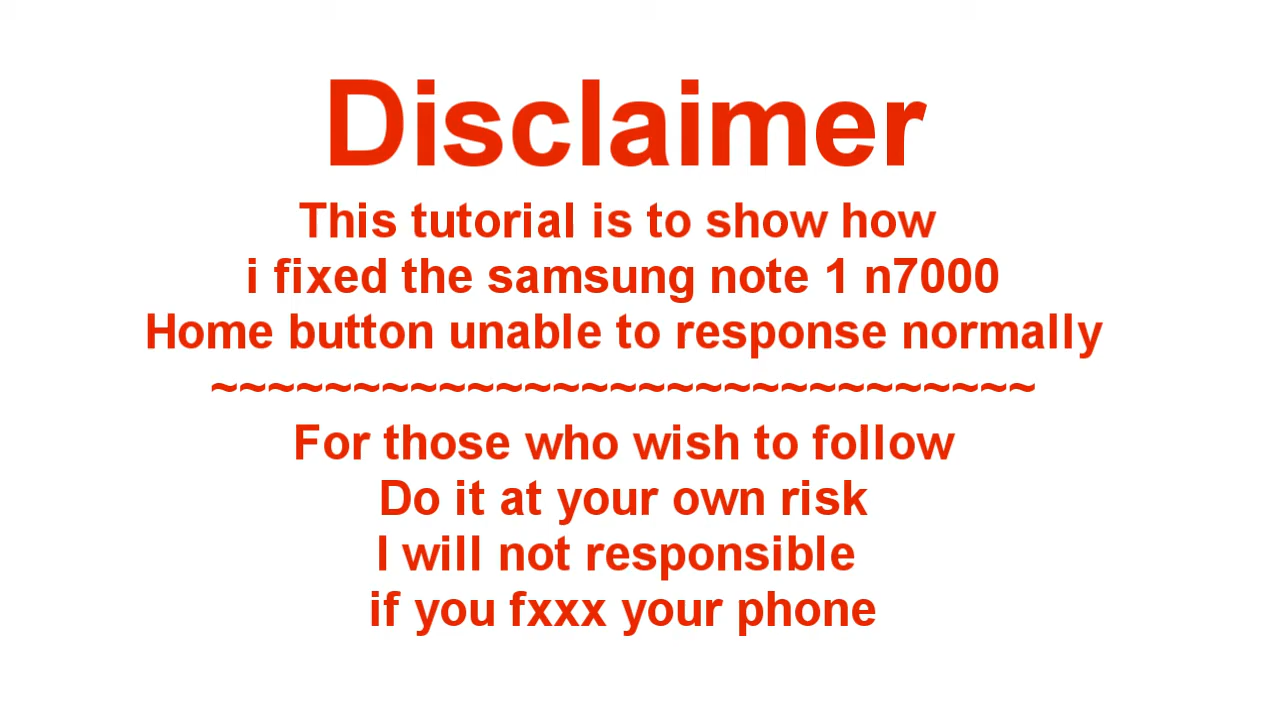 Disclaimer
This tutorial is to show how
i fixed the samsung note 1 n7000
Home button unable to response normally
~~~~~~~~~~~~~~~~~~~~~~~~~~~~~
For those who wish to follow
Do it at your own risk
I will not responsible
if you fxxx your phone